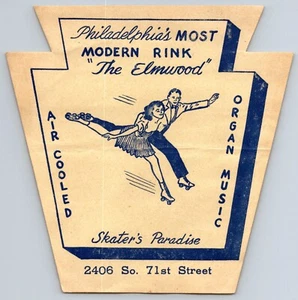 Philadelphia's MOST
MODERN RINK
"The Elmwood"
AIR COOLED
ORGAN MUSIC
Skater's Paradise
2406 So. 71st Street